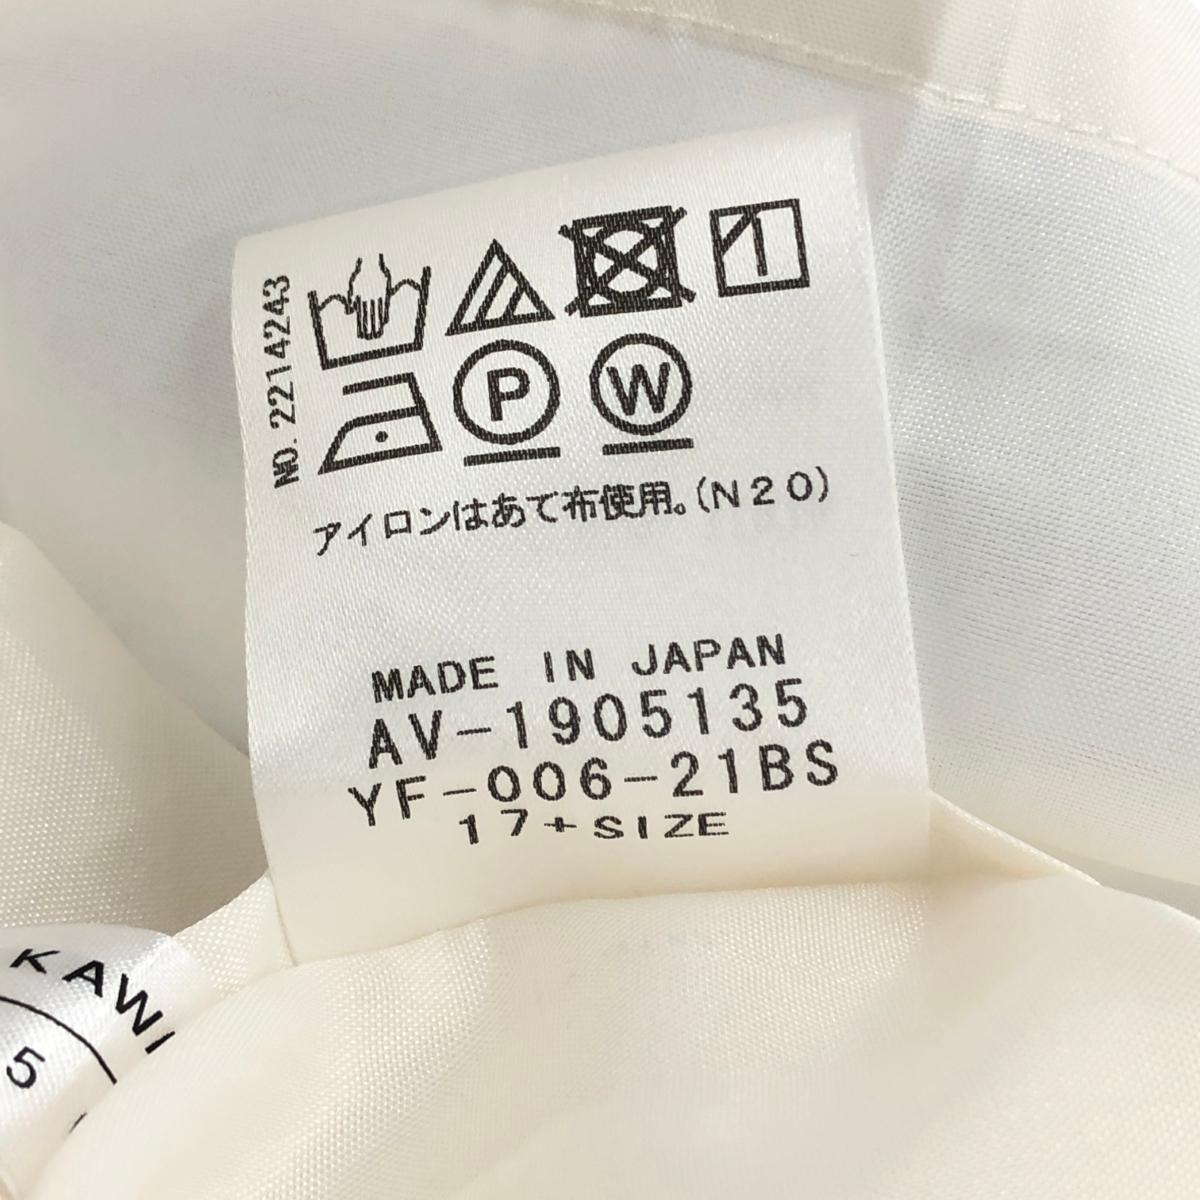 NO. 2214243
P W
アイロンはあて布使用。(N20)
MADE IN JAPAN
AV-1905135
YF-006-21BS
17+SIZE
KAWI
5